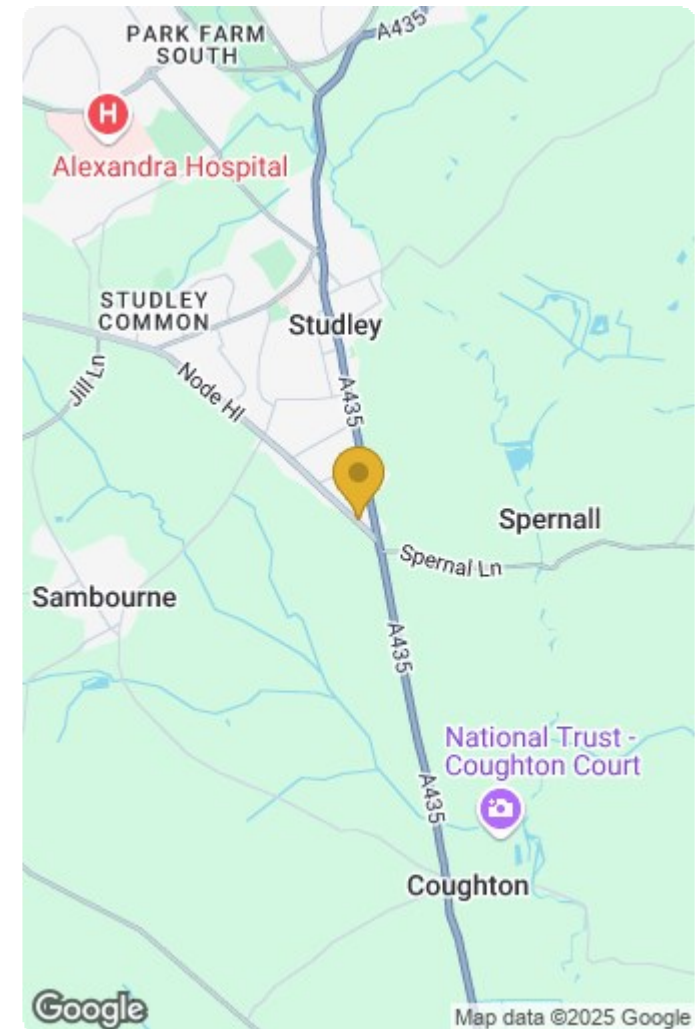 PARK FARM
SOUTH
A435
H
Alexandra Hospital
STUDLEY
COMMON
Studley
Jill Ln
Node Hl
A435
Spernall
Spernal Ln
Sambourne
A435
National Trust -
Coughton Court
A435
Coughton
Google
Map data ©2025 Google